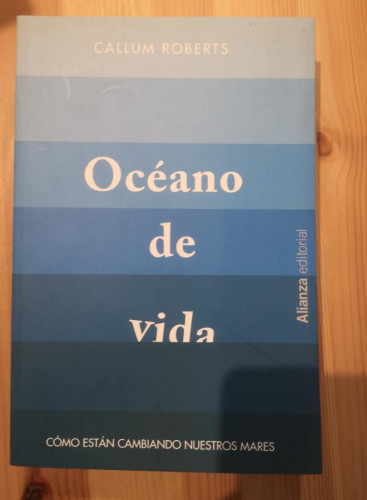 CALLUM ROBERTS
Océano
de
vida
Alianza editorial
CÓMO ESTÁN CAMBIANDO NUESTROS MARES